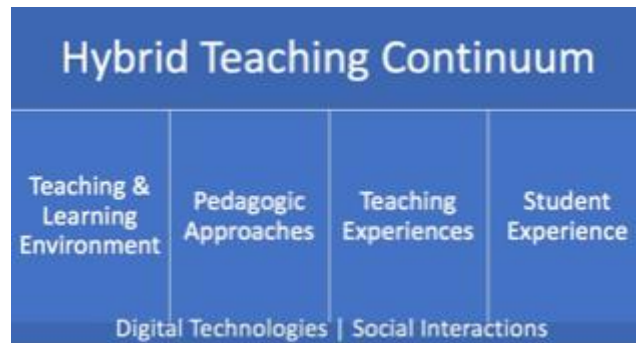 Hybrid Teaching Continuum
Teaching &
Learning
Environment
Pedagogic
Approaches
Teaching
Experiences
Student
Experience
Digital Technologies | Social Interactions